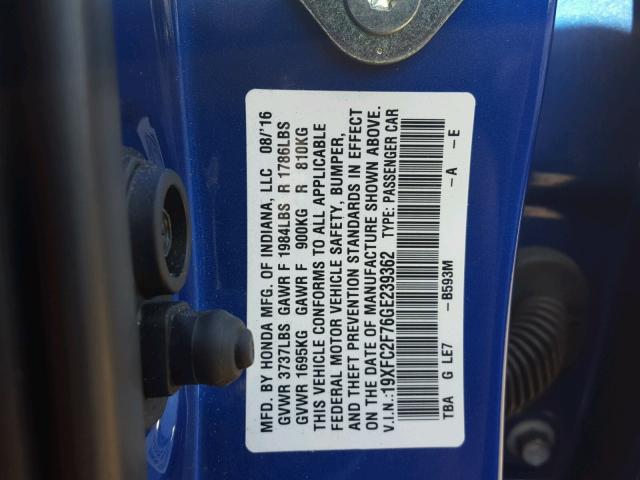 MFD. BY HONDA MFG. OF INDIANA, LLC 08/'16
GVWR 3737LBS GAWR F 1984LBS R 1786LBS
GVWR 1695KG GAWR F 900KG R 810KG
THIS VEHICLE CONFORMS TO ALL APPLICABLE
FEDERAL MOTOR VEHICLE SAFETY, BUMPER,
AND THEFT PREVENTION STANDARDS IN EFFECT
ON THE DATE OF MANUFACTURE SHOWN ABOVE.
V.I.N.:19XFC2F76GE239362 TYPE: PASSENGER CAR
TBA G LE7 –B593M –A –E